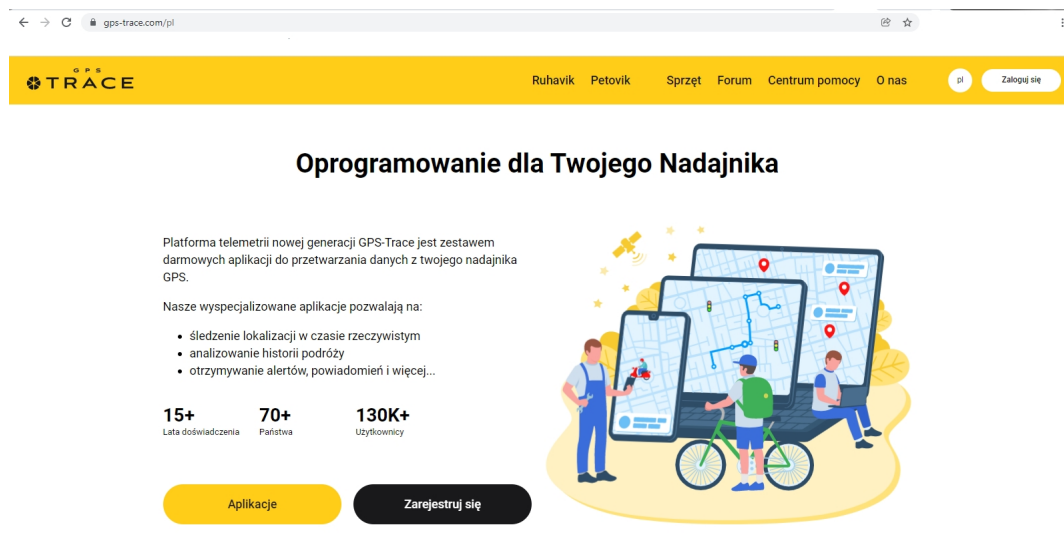 gps-trace.com/pl
GPS
TRACE
Ruhavik Petovik Sprzęt Forum Centrum pomocy O nas pl Zaloguj się
Oprogramowanie dla Twojego Nadajnika
Platforma telemetrii nowej generacji GPS-Trace jest zestawem
darmowych aplikacji do przetwarzania danych z twojego nadajnika
GPS.
Nasze wyspecjalizowane aplikacje pozwalają na:
• śledzenie lokalizacji w czasie rzeczywistym
• analizowanie historii podróży
• otrzymywanie alertów, powiadomień i więcej...
15+ 70+ 130K+
Lata doświadczenia Państwa Użytkownicy
Aplikacje Zarejestruj się